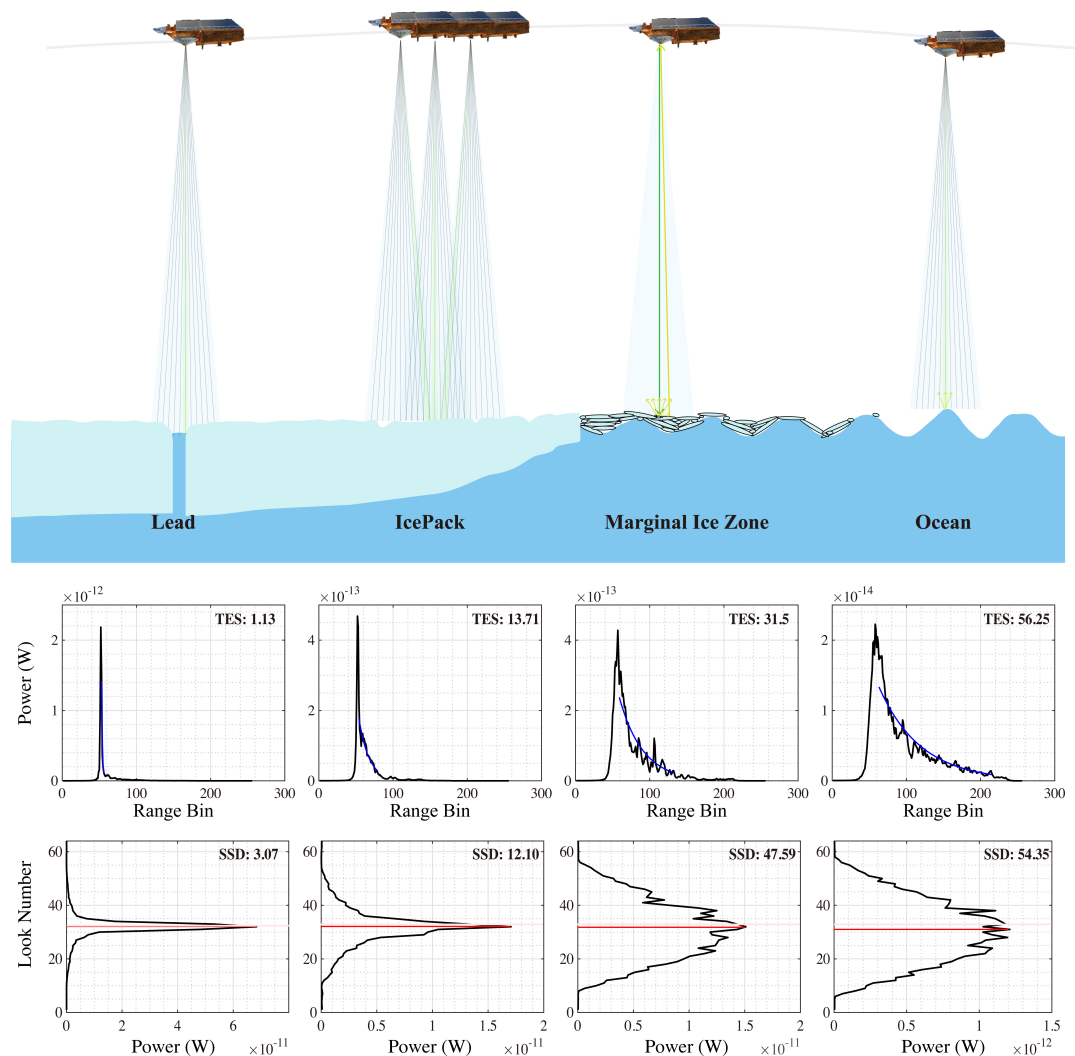 Lead IcePack Marginal Ice Zone Ocean
×10⁻¹² ×10⁻¹³ ×10⁻¹³ ×10⁻¹⁴
TES: 1.13 TES: 13.71 TES: 31.5 TES: 56.25
Power (W)
2 4 4 2
1 2 2 1
0 0 0 0
0 100 200 300 0 100 200 300 0 100 200 300 0 100 200 300
Range Bin Range Bin Range Bin Range Bin
SSD: 3.07 SSD: 12.10 SSD: 47.59 SSD: 54.35
Look Number
60 60 60 60
40 40 40 40
20 20 20 20
0 0 0 0
0 2 4 6 0 0.5 1 1.5 2 0 0.5 1 1.5 2 0 0.5 1 1.5
Power (W) ×10⁻¹¹ Power (W) ×10⁻¹¹ Power (W) ×10⁻¹¹ Power (W) ×10⁻¹²